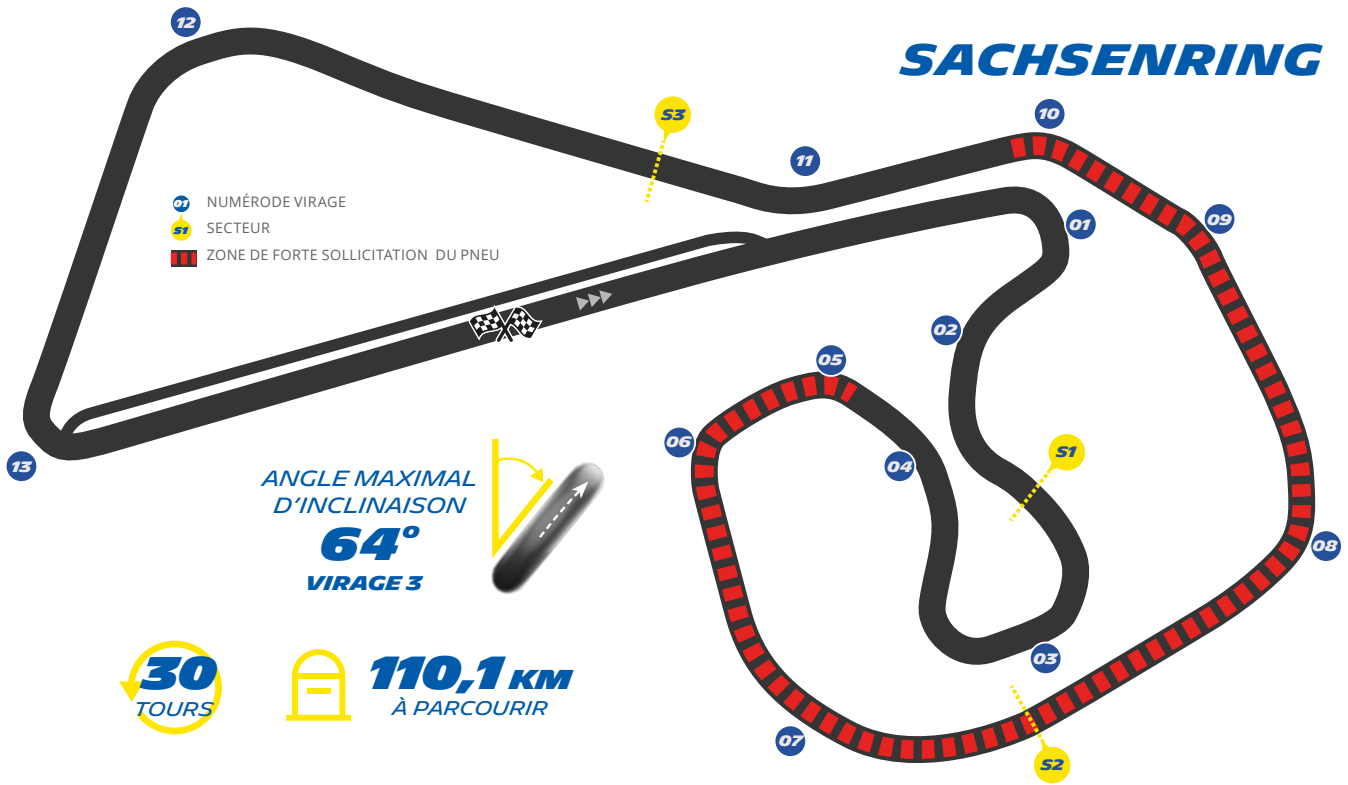 SACHSENRING
12
S3
10
11
01
09
01 NUMÉRODE VIRAGE
S1 SECTEUR
ZONE DE FORTE SOLLICITATION DU PNEU
02
05
06
04
S1
13
08
03
07
S2
ANGLE MAXIMAL
D'INCLINAISON
64°
VIRAGE 3
30
TOURS
110,1 KM
À PARCOURIR